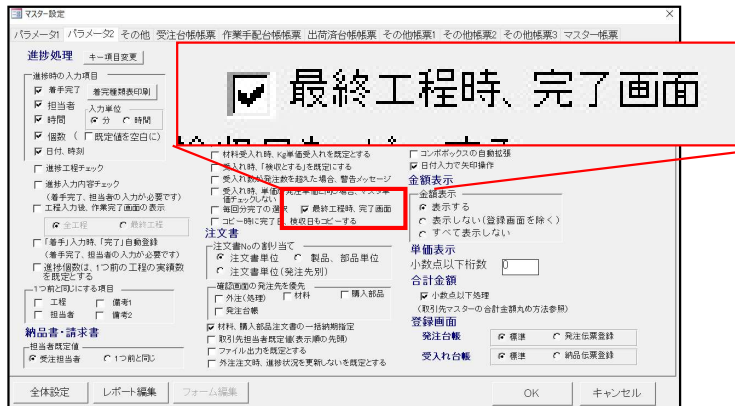 マスター設定
パラメータ1 パラメータ2 その他 受注台帳帳票 作業手配台帳帳票 出荷済台帳帳票 その他帳票1 その他帳票2 その他帳票3 マスター帳票
進捗処理 キー項目変更
最終工程時、完了画面
進捗時の入力項目
着手完了 着完種類表印刷
担当者
入力単位
時間 分 時間
個数 ( 既定値を空白に)
日付、時刻
進捗工程チェック
進捗入力内容チェック
(着手完了、担当者の入力が必要です)
工程入力後、作業完了画面の表示
全工程 最終工程
「着手」入力時、「完了」自動登録
(着手完了、担当者の入力が必要です)
進捗個数は、1つ前の工程の実績数
を既定とする
1つ前と同じにする項目
工程 備考1
担当者 備考2
納品書・請求書
担当者既定値
受注担当者 1つ前と同じ
材料受入れ時、Kg単価受入れを既定とする
受入れ時、「検収とする」を既定にする
受入れ数が発注数を超えた場合、警告メッセージ
受入れ時、単価
チェックしない
毎回分完了の選択 最終工程時、完了画面
コピー時に完了日、検収日もコピーする
注文書
注文書Noの割り当て
注文書単位 製品、部品単位
注文書単位(発注先別)
確認画面の発注先を優先
外注(処理) 材料 購入部品
発注台帳
材料、購入部品注文書の一括納期指定
取引先担当者既定値(表示順の先頭)
ファイル出力を既定とする
外注注文時、進捗状況を更新しないを既定とする
コンボボックスの自動拡張
日付入力で矢印操作
金額表示
金額表示
表示する
表示しない(登録画面を除く)
すべて表示しない
単価表示
小数点以下桁数 0
合計金額
小数点以下処理
(取引先マスターの合計金額丸め方法参照)
登録画面
発注台帳 標準 発注伝票登録
受入れ台帳 標準 納品伝票登録
全体設定 レポート編集 フォーム編集 OK キャンセル